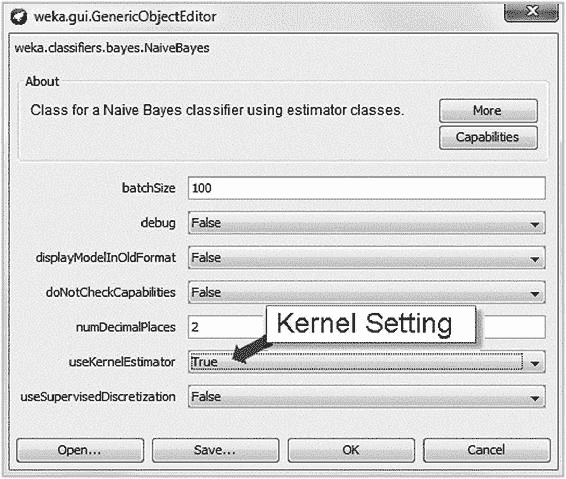 weka.gui.GenericObjectEditor
weka.classifiers.bayes.NaiveBayes
About
Class for a Naive Bayes classifier using estimator classes.
More
Capabilities
batchSize 100
debug False
displayModelInOldFormat False
doNotCheckCapabilities False
numDecimalPlaces 2
Kernel Setting
useKernelEstimator True
useSupervisedDiscretization False
Open... Save... OK Cancel